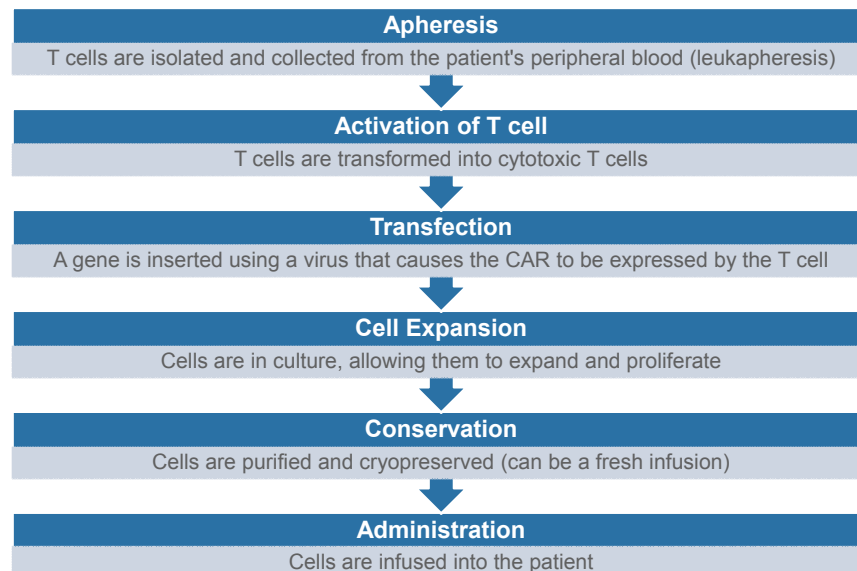 Apheresis
T cells are isolated and collected from the patient's peripheral blood (leukapheresis)
Activation of T cell
T cells are transformed into cytotoxic T cells
Transfection
A gene is inserted using a virus that causes the CAR to be expressed by the T cell
Cell Expansion
Cells are in culture, allowing them to expand and proliferate
Conservation
Cells are purified and cryopreserved (can be a fresh infusion)
Administration
Cells are infused into the patient